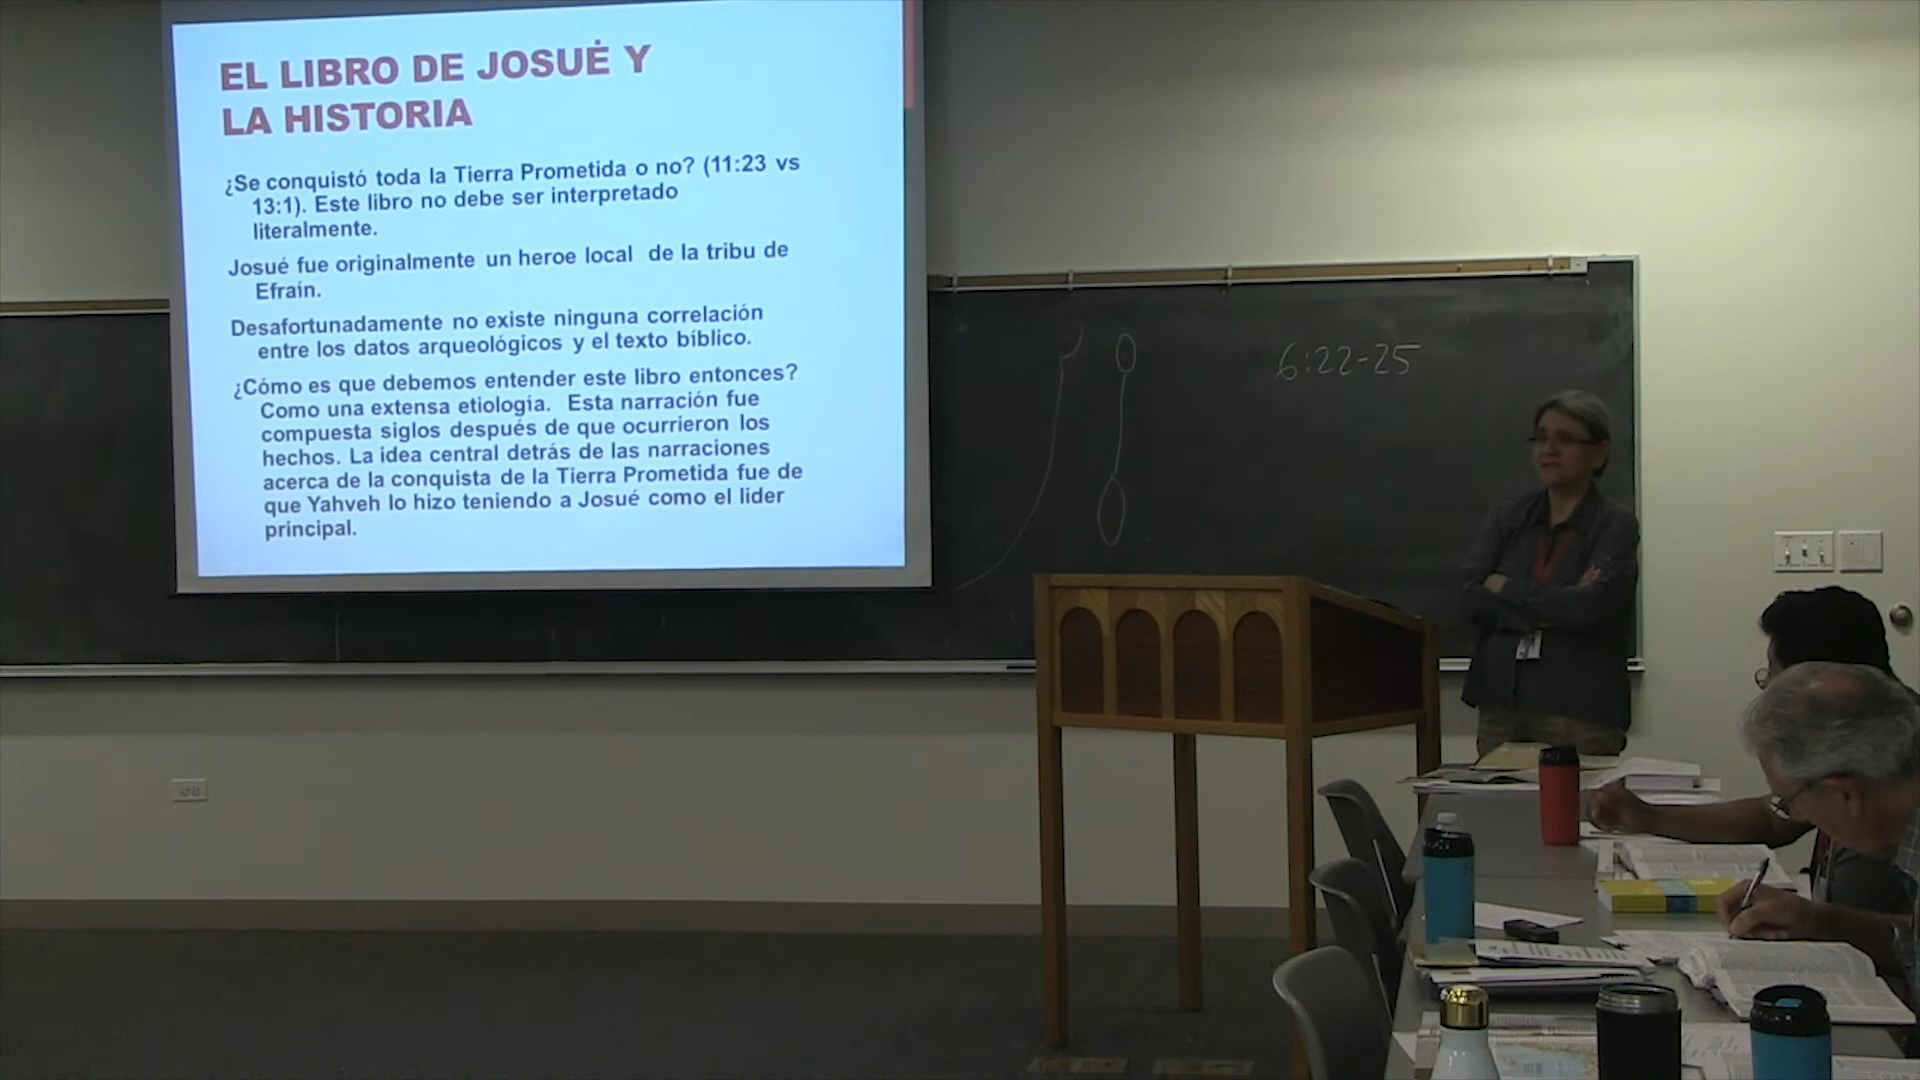 EL LIBRO DE JOSUÉ Y
LA HISTORIA
¿Se conquistó toda la Tierra Prometida o no? (11:23 vs
13:1). Este libro no debe ser interpretado
literalmente.
Josué fue originalmente un heroe local de la tribu de
Efraín.
Desafortunadamente no existe ninguna correlación
entre los datos arqueológicos y el texto bíblico.
¿Cómo es que debemos entender este libro entonces?
Como una extensa etiología. Esta narración fue
compuesta siglos después de que ocurrieron los
hechos. La idea central detrás de las narraciones
acerca de la conquista de la Tierra Prometida fue de
que Yahveh lo hizo teniendo a Josué como el lider
principal.
6:22-25